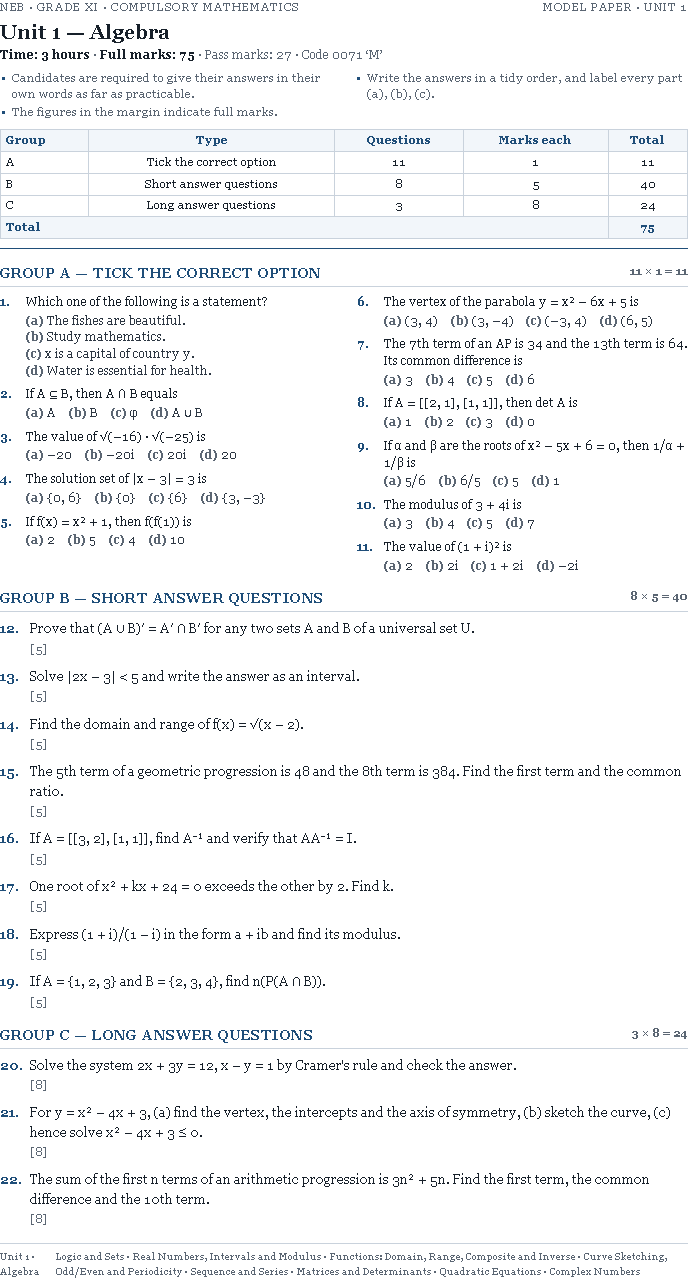 NEB · GRADE XI · COMPULSORY MATHEMATICS
MODEL PAPER · UNIT 1
Unit 1 — Algebra
Time: 3 hours · Full marks: 75 · Pass marks: 27 · Code 0071 ‘M’
• Candidates are required to give their answers in their
own words as far as practicable.
• The figures in the margin indicate full marks.
• Write the answers in a tidy order, and label every part
(a), (b), (c).
Group Type Questions Marks each Total
A Tick the correct option 11 1 11
B Short answer questions 8 5 40
C Long answer questions 3 8 24
Total 75
GROUP A — TICK THE CORRECT OPTION 11 × 1 = 11
1. Which one of the following is a statement?
(a) The fishes are beautiful.
(b) Study mathematics.
(c) x is a capital of country y.
(d) Water is essential for health.
2. If A ⊆ B, then A ∩ B equals
(a) A (b) B (c) φ (d) A ∪ B
3. The value of √(−16) · √(−25) is
(a) −20 (b) −20i (c) 20i (d) 20
4. The solution set of |x − 3| = 3 is
(a) {0, 6} (b) {0} (c) {6} (d) {3, −3}
5. If f(x) = x² + 1, then f(f(1)) is
(a) 2 (b) 5 (c) 4 (d) 10
6. The vertex of the parabola y = x² − 6x + 5 is
(a) (3, 4) (b) (3, −4) (c) (−3, 4) (d) (6, 5)
7. The 7th term of an AP is 34 and the 13th term is 64.
Its common difference is
(a) 3 (b) 4 (c) 5 (d) 6
8. If A = [[2, 1], [1, 1]], then det A is
(a) 1 (b) 2 (c) 3 (d) 0
9. If α and β are the roots of x² − 5x + 6 = 0, then 1/α +
1/β is
(a) 5/6 (b) 6/5 (c) 5 (d) 1
10. The modulus of 3 + 4i is
(a) 3 (b) 4 (c) 5 (d) 7
11. The value of (1 + i)² is
(a) 2 (b) 2i (c) 1 + 2i (d) −2i
GROUP B — SHORT ANSWER QUESTIONS 8 × 5 = 40
12. Prove that (A ∪ B)′ = A′ ∩ B′ for any two sets A and B of a universal set U.
[5]
13. Solve |2x − 3| < 5 and write the answer as an interval.
[5]
14. Find the domain and range of f(x) = √(x − 2).
[5]
15. The 5th term of a geometric progression is 48 and the 8th term is 384. Find the first term and the common
ratio.
[5]
16. If A = [[3, 2], [1, 1]], find A⁻¹ and verify that AA⁻¹ = I.
[5]
17. One root of x² + kx + 24 = 0 exceeds the other by 2. Find k.
[5]
18. Express (1 + i)/(1 − i) in the form a + ib and find its modulus.
[5]
19. If A = {1, 2, 3} and B = {2, 3, 4}, find n(P(A ∩ B)).
[5]
GROUP C — LONG ANSWER QUESTIONS 3 × 8 = 24
20. Solve the system 2x + 3y = 12, x − y = 1 by Cramer's rule and check the answer.
[8]
21. For y = x² − 4x + 3, (a) find the vertex, the intercepts and the axis of symmetry, (b) sketch the curve, (c)
hence solve x² − 4x + 3 ≤ 0.
[8]
22. The sum of the first n terms of an arithmetic progression is 3n² + 5n. Find the first term, the common
difference and the 10th term.
[8]
Unit 1 ·
Algebra
Logic and Sets · Real Numbers, Intervals and Modulus · Functions: Domain, Range, Composite and Inverse · Curve Sketching,
Odd/Even and Periodicity · Sequence and Series · Matrices and Determinants · Quadratic Equations · Complex Numbers